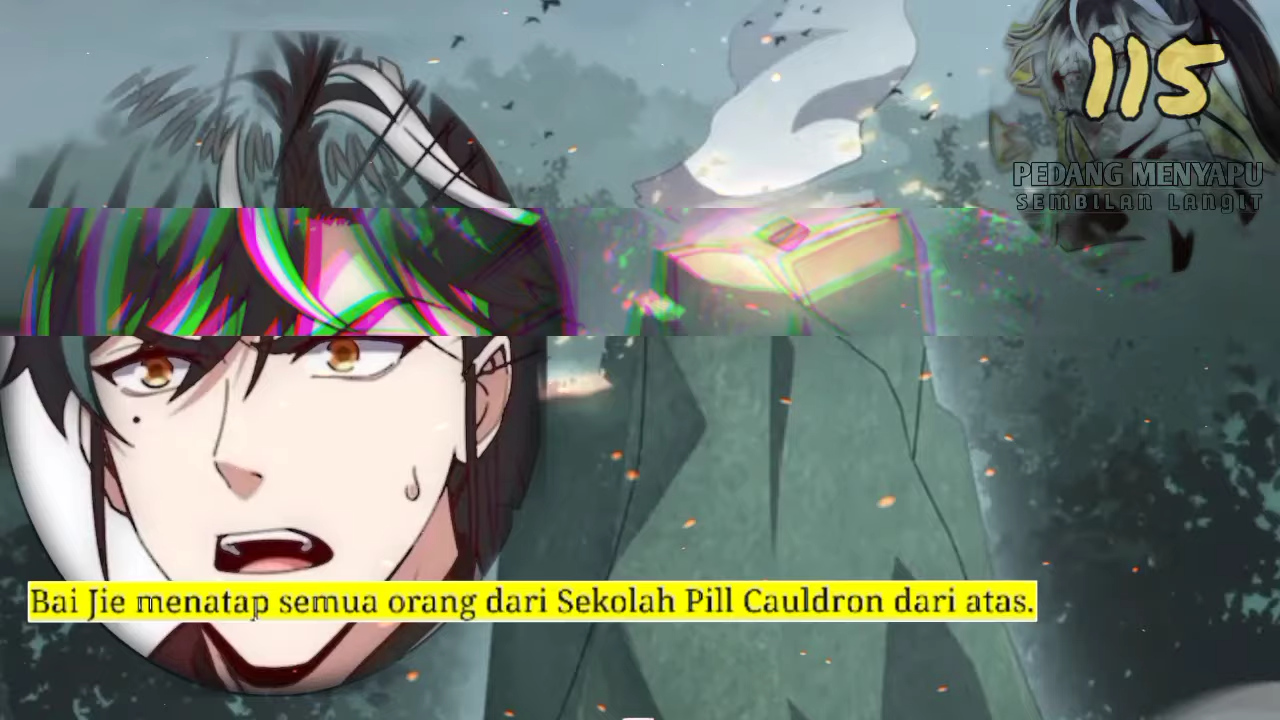 115
PEDANG MENYAPU
SEMBILAN LANGIT
Bai Jie menatap semua orang dari Sekolah Pill Cauldron dari atas.